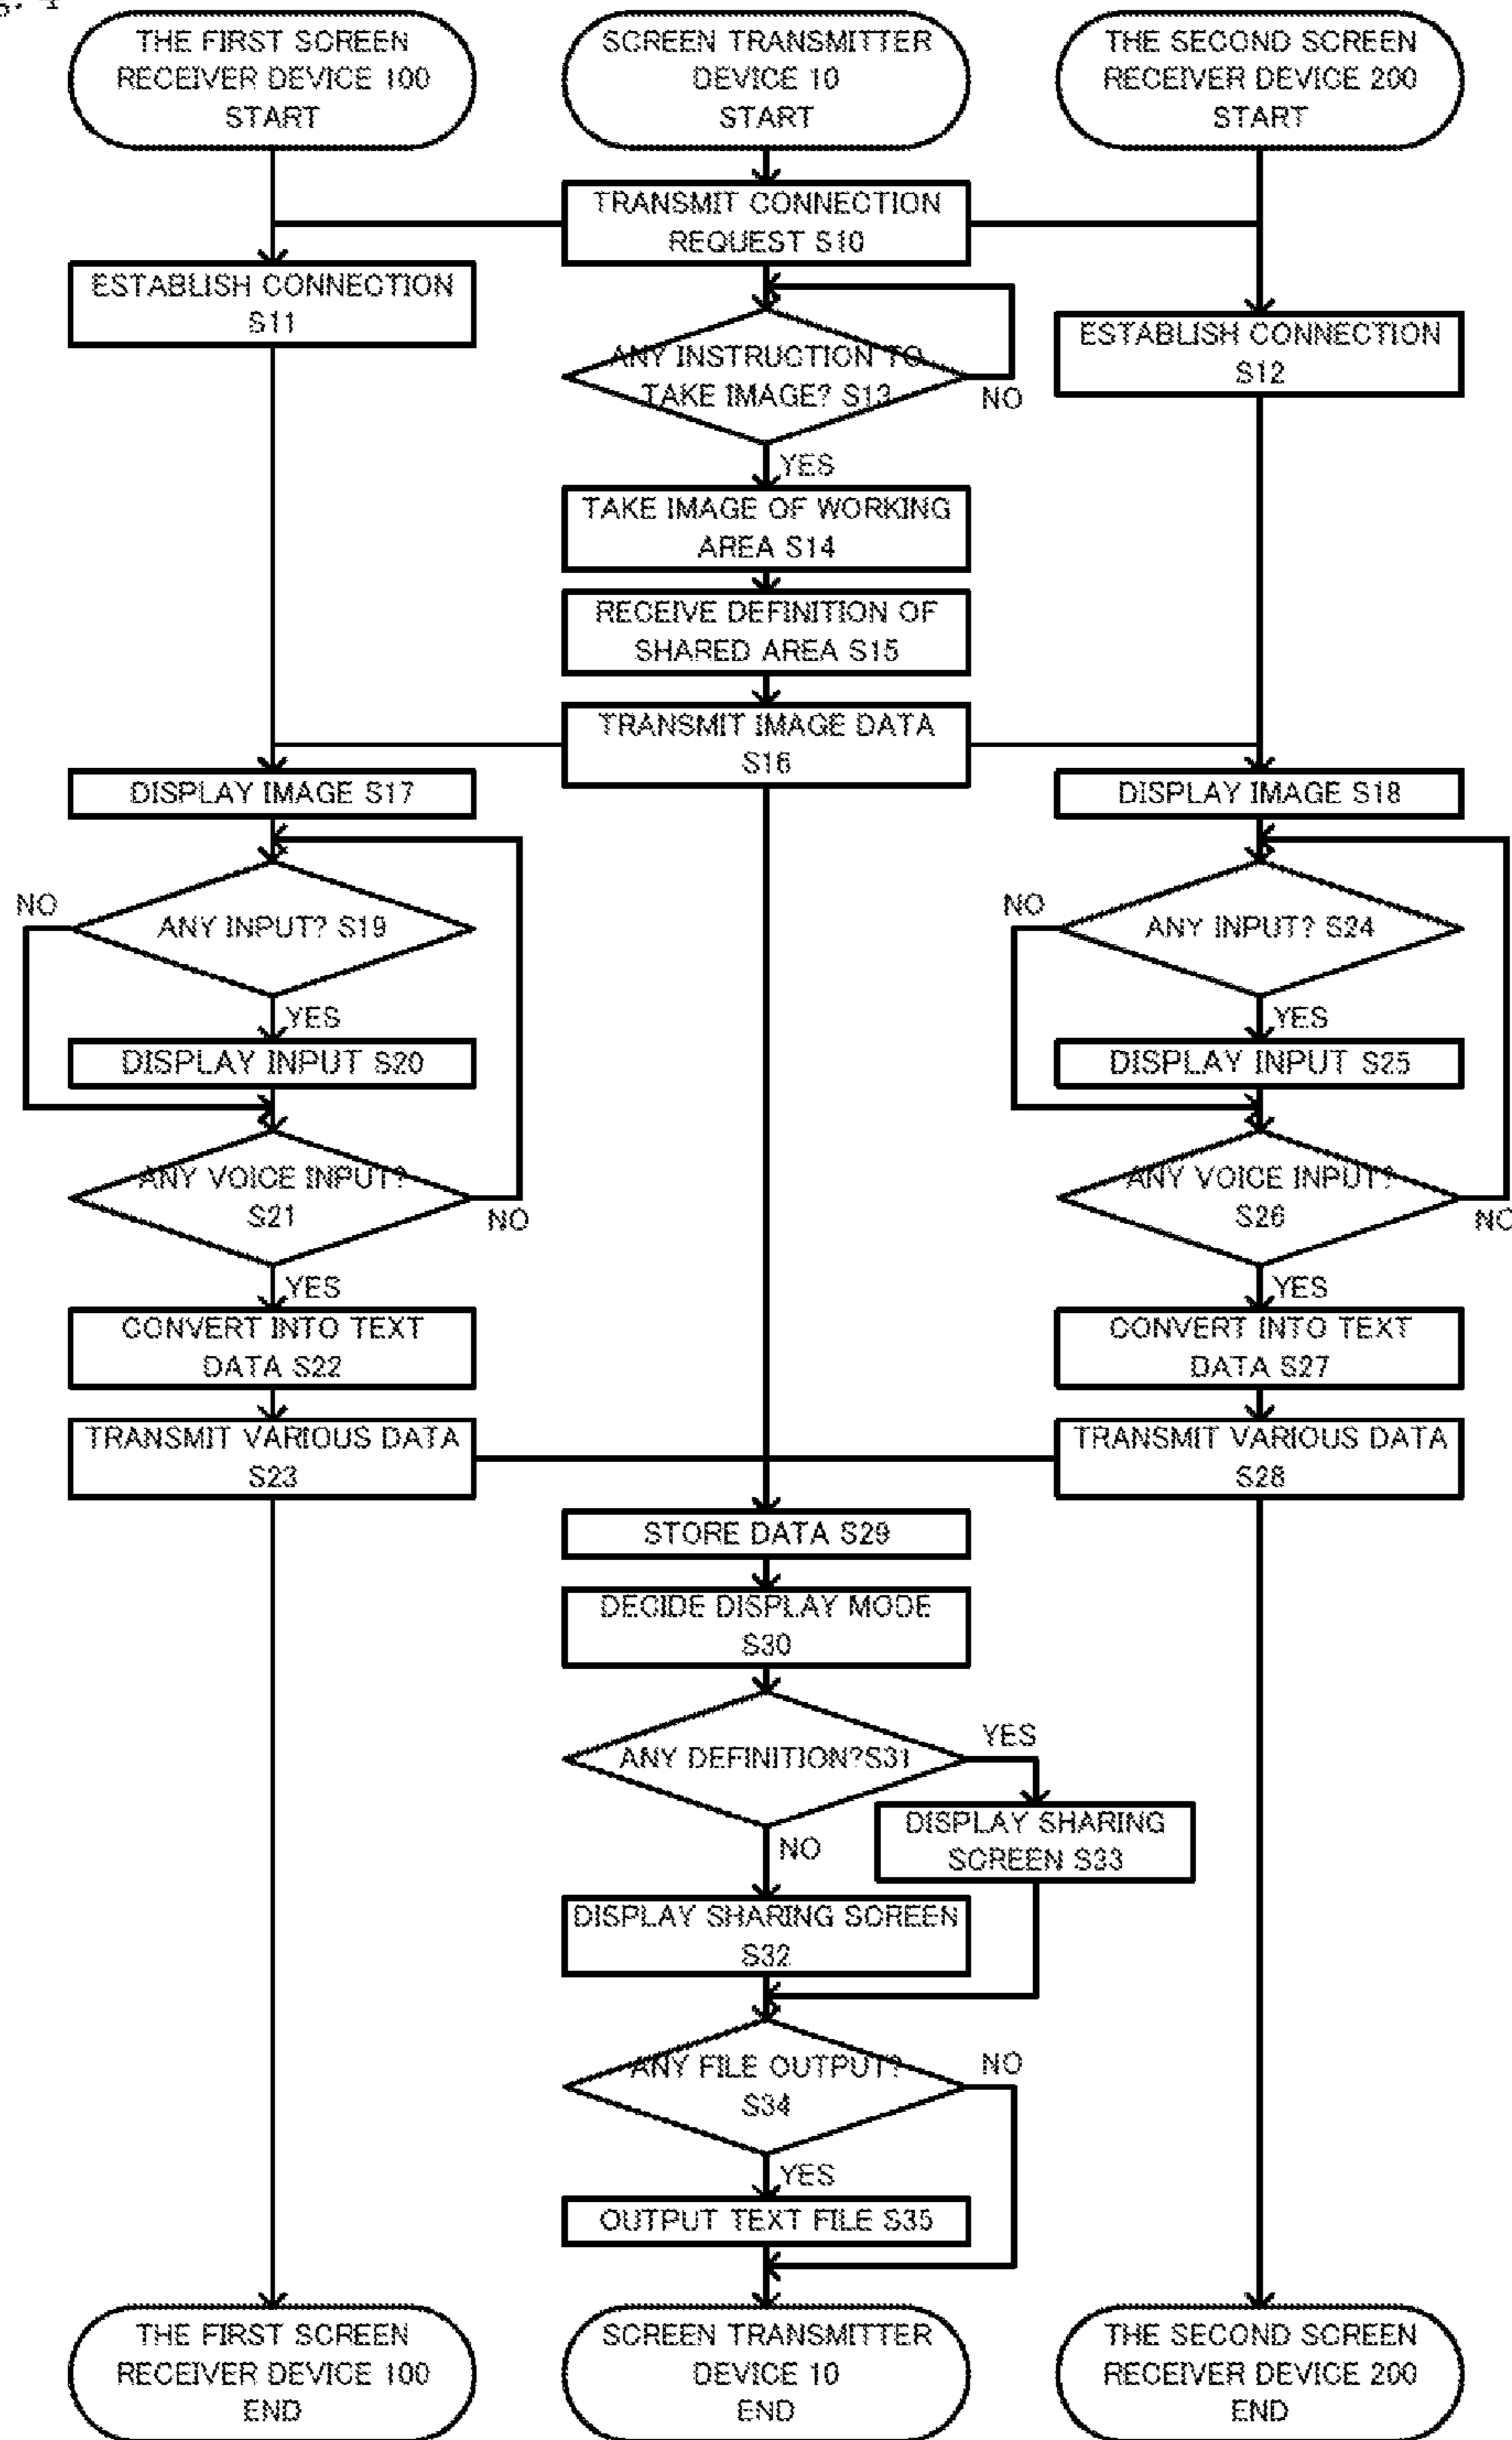 THE FIRST SCREEN
RECEIVER DEVICE 100
START
SCREEN TRANSMITTER
DEVICE 10
START
THE SECOND SCREEN
RECEIVER DEVICE 200
START
TRANSMIT CONNECTION
REQUEST S10
ESTABLISH CONNECTION
S11
ANY INSTRUCTION TO
TAKE IMAGE? S13
NO
ESTABLISH CONNECTION
S12
YES
TAKE IMAGE OF WORKING
AREA S14
RECEIVE DEFINITION OF
SHARED AREA S15
TRANSMIT IMAGE DATA
S16
DISPLAY IMAGE S17
DISPLAY IMAGE S18
NO
ANY INPUT? S19
YES
DISPLAY INPUT S20
ANY VOICE INPUT?
S21
NO
YES
CONVERT INTO TEXT
DATA S22
TRANSMIT VARIOUS DATA
S23
NO
ANY INPUT? S24
YES
DISPLAY INPUT S25
ANY VOICE INPUT?
S26
NO
YES
CONVERT INTO TEXT
DATA S27
TRANSMIT VARIOUS DATA
S28
STORE DATA S29
DECIDE DISPLAY MODE
S30
ANY DEFINITION?S31
YES
DISPLAY SHARING
SCREEN S33
NO
DISPLAY SHARING SCREEN
S32
ANY FILE OUTPUT?
S34
NO
YES
OUTPUT TEXT FILE S35
THE FIRST SCREEN
RECEIVER DEVICE 100
END
SCREEN TRANSMITTER
DEVICE 10
END
THE SECOND SCREEN
RECEIVER DEVICE 200
END